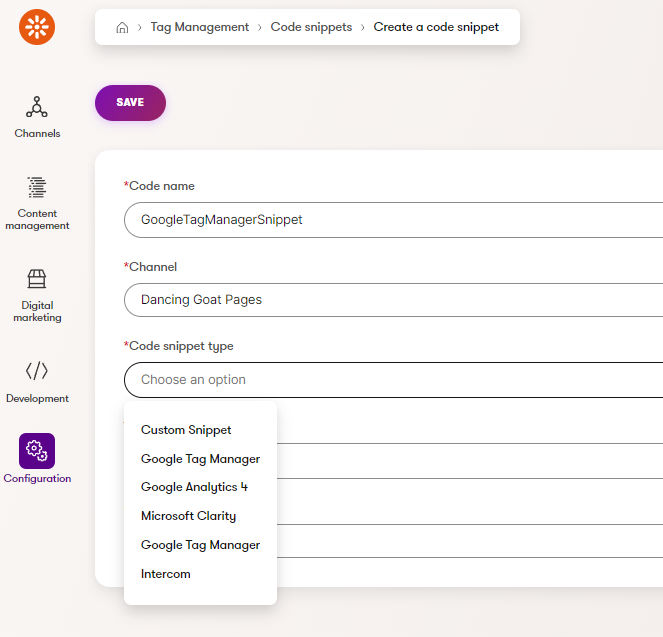 Tag Management
Code snippets
Create a code snippet
SAVE
Channels
Content
management
Digital
marketing
Development
Configuration
*Code name
GoogleTagManagerSnippet
*Channel
Dancing Goat Pages
*Code snippet type
Choose an option
Custom Snippet
Google Tag Manager
Google Analytics 4
Microsoft Clarity
Google Tag Manager
Intercom